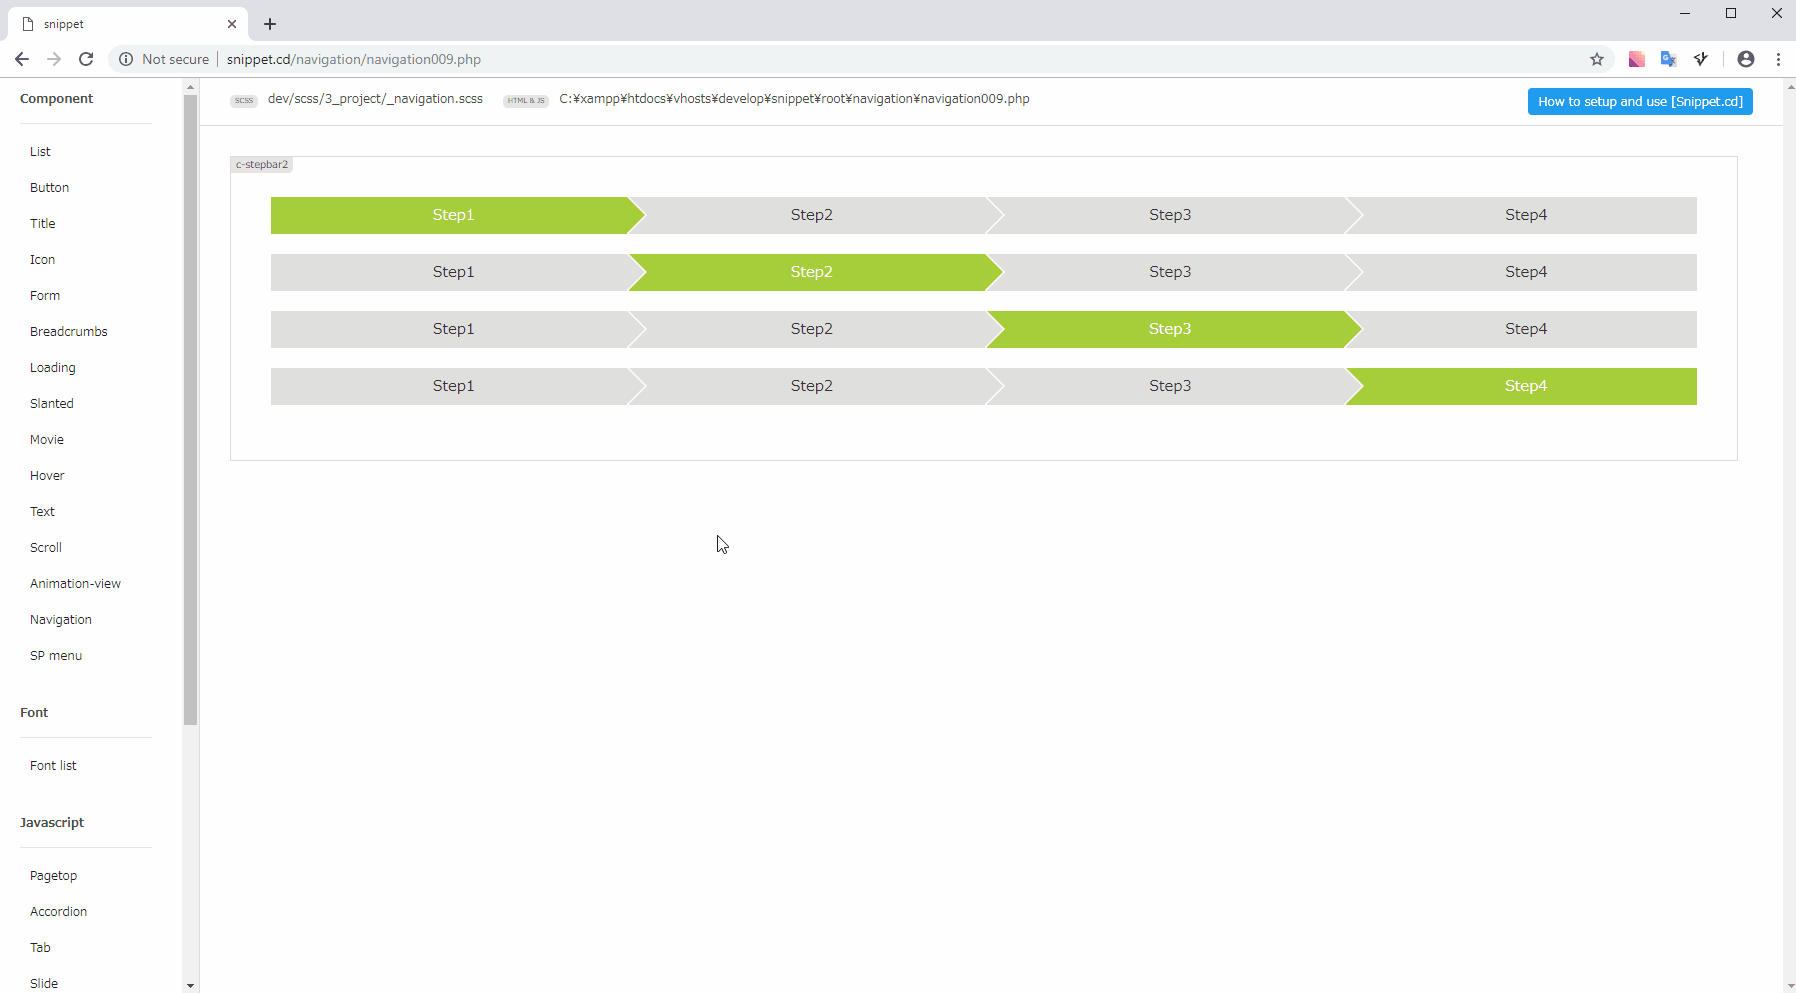 snippet
Not secure
snippet.cd/navigation/navigation009.php
Component
List
Button
Title
Icon
Form
Breadcrumbs
Loading
Slanted
Movie
Hover
Text
Scroll
Animation-view
Navigation
SP menu
Font
Font list
Javascript
Pagetop
Accordion
Tab
Slide
SCSS dev/scss/3_project/_navigation.scss HTML & JS C:¥xampp¥htdocs¥vhosts¥develop¥snippet¥root¥navigation¥navigation009.php
How to setup and use [Snippet.cd]
c-stepbar2
Step1 Step2 Step3 Step4
Step1 Step2 Step3 Step4
Step1 Step2 Step3 Step4
Step1 Step2 Step3 Step4